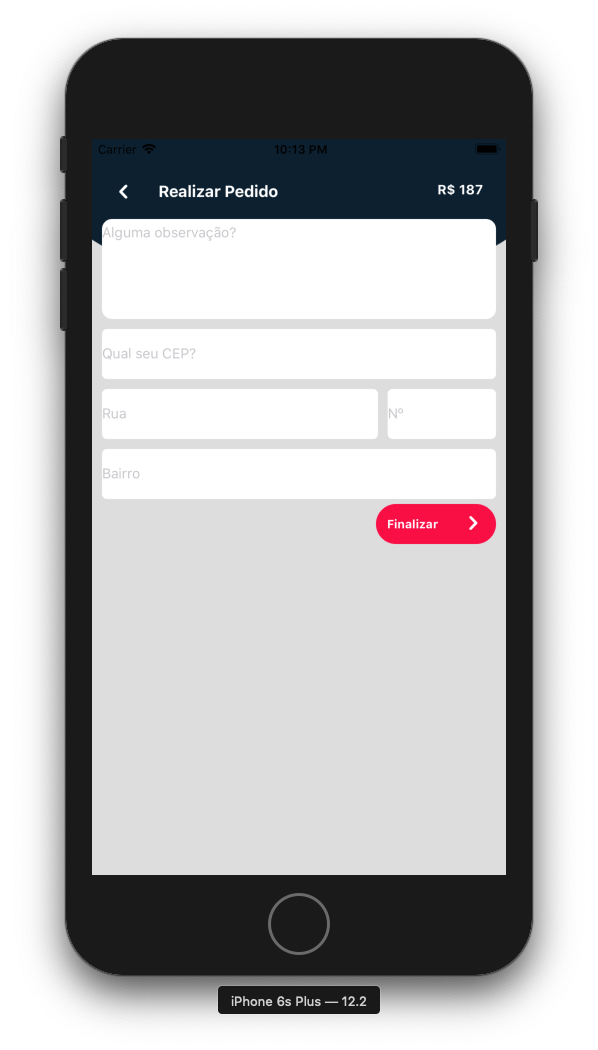 Carrier 10:13 PM
Realizar Pedido R$ 187
Alguma observação?
Qual seu CEP?
Rua Nº
Bairro
Finalizar
iPhone 6s Plus — 12.2